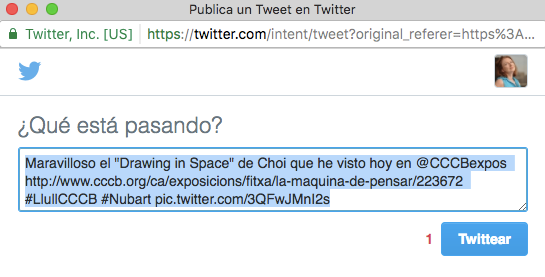 Publica un Tweet en Twitter
Twitter, Inc. [US] https://twitter.com/intent/tweet?original_referer=https%3A...
¿Qué está pasando?
Maravilloso el "Drawing in Space" de Choi que he visto hoy en @CCCBexpos
http://www.cccb.org/ca/exposicions/fitxa/la-maquina-de-pensar/223672
#LlullCCCB #Nubart pic.twitter.com/3QFwJMnI2s
1 Twittear